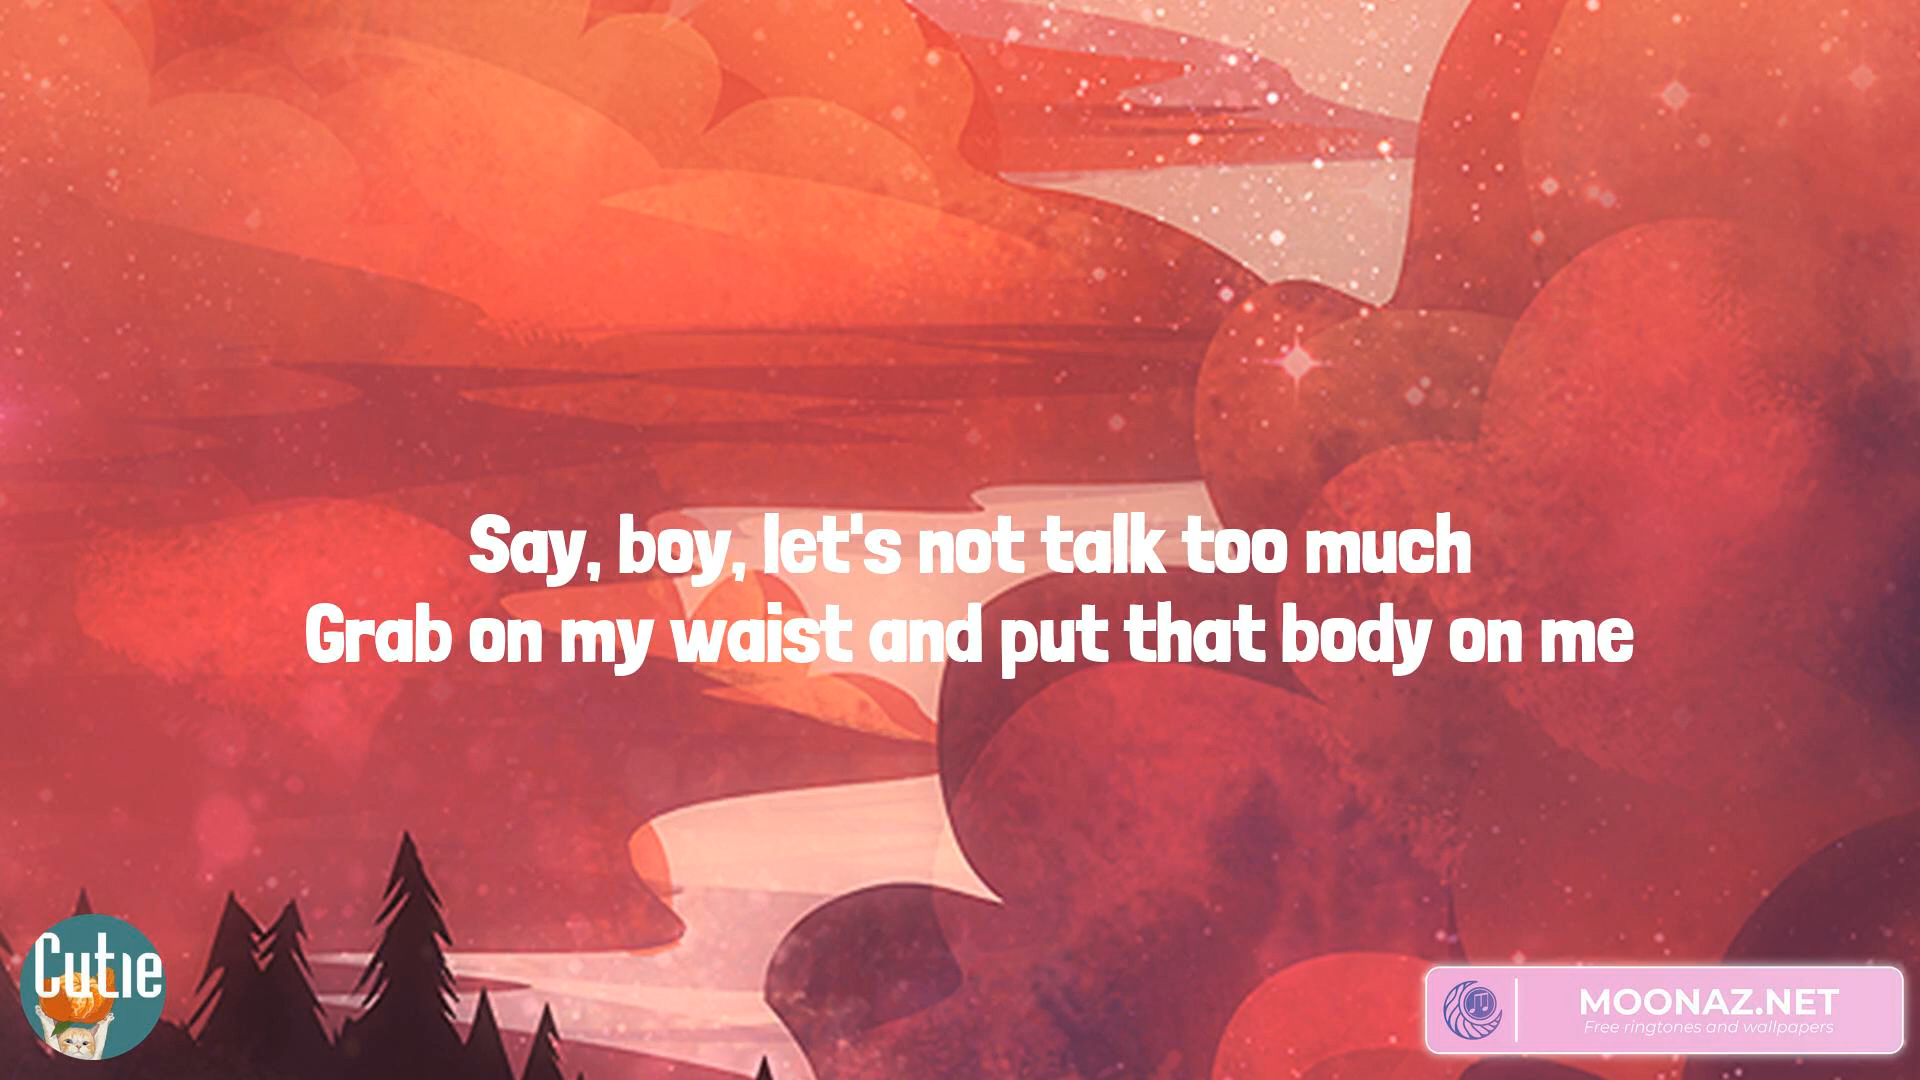 Say, boy, let's not talk too much
Grab on my waist and put that body on me
Cutie
MOONAZ.NET
Free ringtones and wallpapers